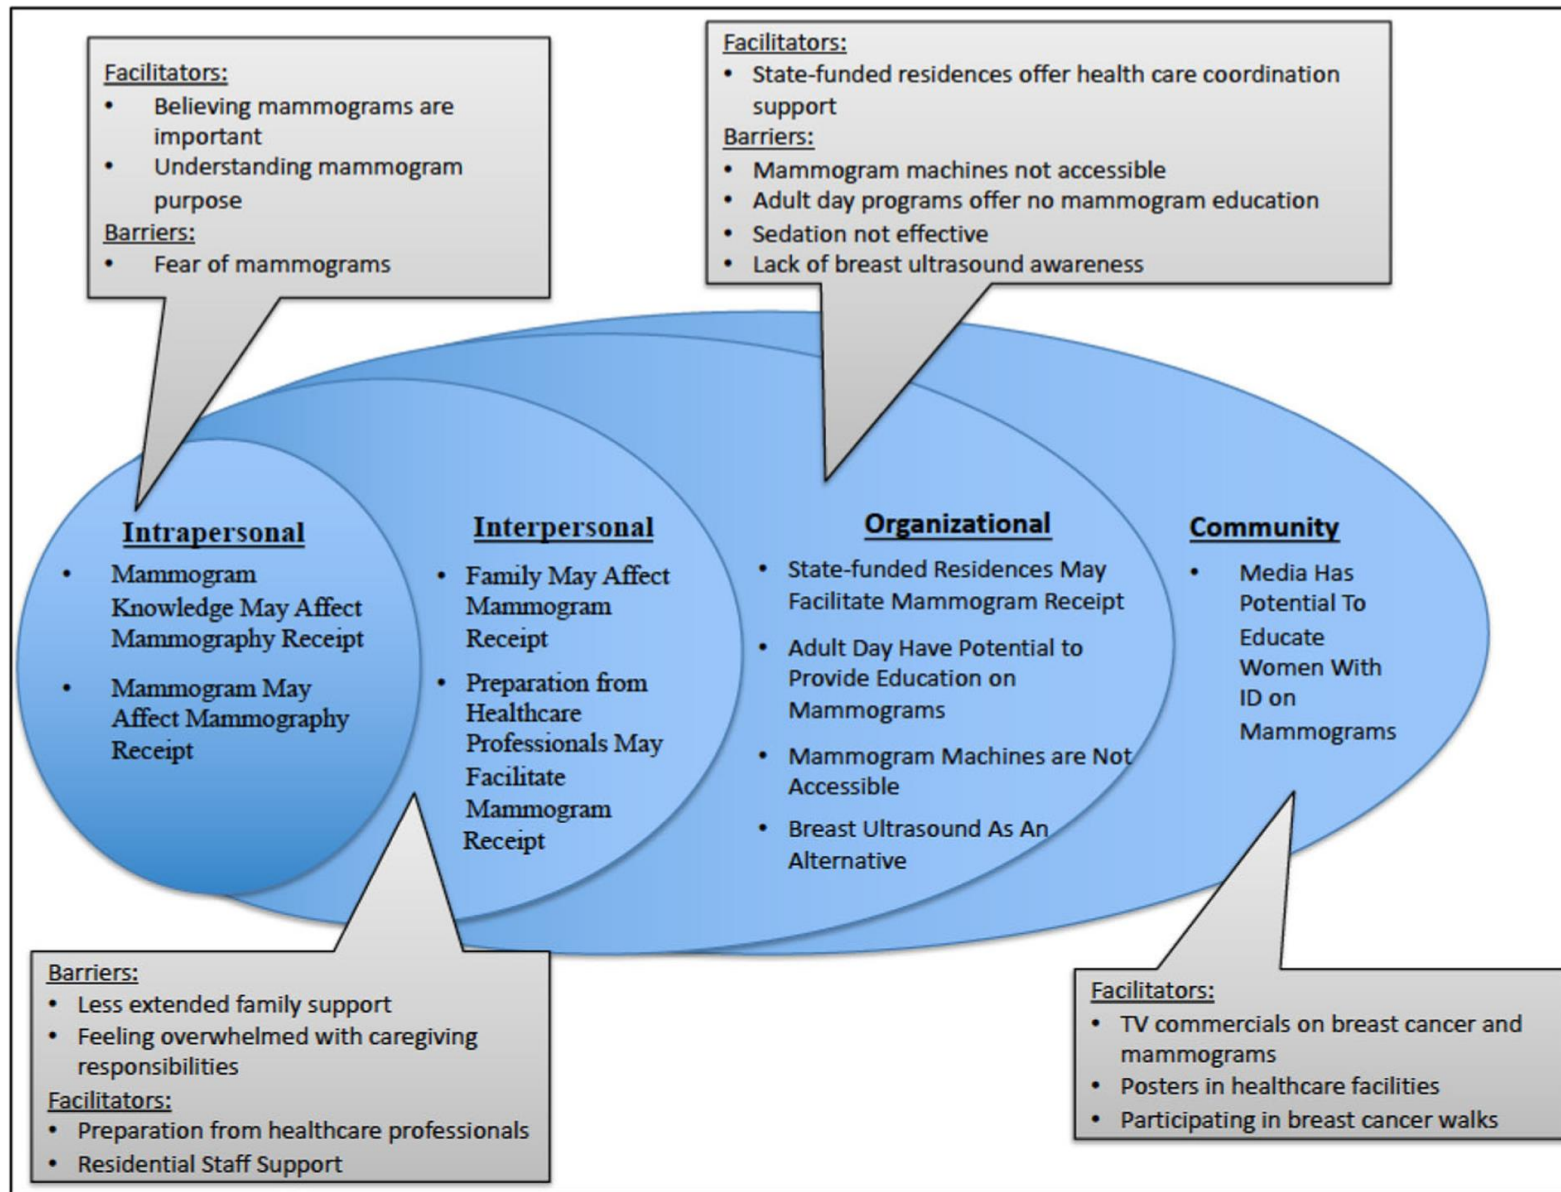 Facilitators:
• Believing mammograms are
important
• Understanding mammogram
purpose
Barriers:
• Fear of mammograms
Facilitators:
• State-funded residences offer health care coordination
support
Barriers:
• Mammogram machines not accessible
• Adult day programs offer no mammogram education
• Sedation not effective
• Lack of breast ultrasound awareness
Intrapersonal
• Mammogram
Knowledge May Affect
Mammography Receipt
• Mammogram May
Affect Mammography
Receipt
Interpersonal
• Family May Affect
Mammogram
Receipt
• Preparation from
Healthcare
Professionals May
Facilitate
Mammogram
Receipt
Organizational
• State-funded Residences May
Facilitate Mammogram Receipt
• Adult Day Have Potential to
Provide Education on
Mammograms
• Mammogram Machines are Not
Accessible
• Breast Ultrasound As An
Alternative
Community
• Media Has
Potential To
Educate
Women With
ID on
Mammograms
Barriers:
• Less extended family support
• Feeling overwhelmed with caregiving
responsibilities
Facilitators:
• Preparation from healthcare professionals
• Residential Staff Support
Facilitators:
• TV commercials on breast cancer and
mammograms
• Posters in healthcare facilities
• Participating in breast cancer walks